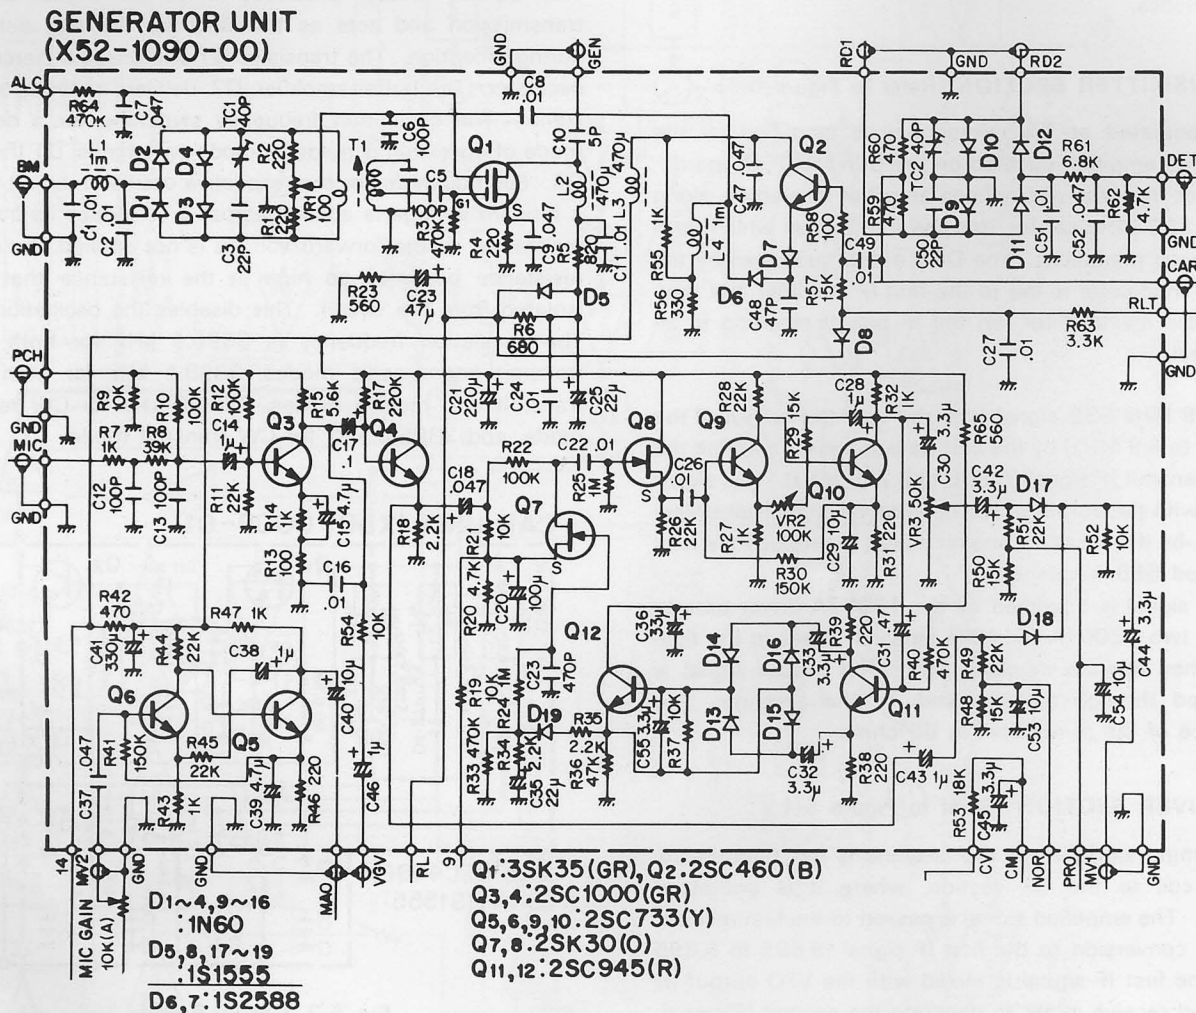 GENERATOR UNIT
(X52-1090-00)
GND
GEN
RD1
GND
RD2
ALC
R64
470K
C7
.047
TC1
40P
D2
D4
R2
220
BM
L1
1m
D1
D3
C1
.01
C2
.01
C3
22P
R1
220
VR1
100
GND
T1
C6
100P
C5
100P
R3
470K
C8
.01
Q1
G1
S
R4
220
C9
.047
C10
5P
L2
470μ
R5
820
C11
.01
L3
470μ
R33
560
C23
47μ
D5
R6
680
R55
1K
R56
330
L4
1m
C47
.047
D6
D7
C48
47P
Q2
R58
100
R57
15K
C49
.01
D8
R60
470
R59
470
TC2
40P
C50
22P
D9
D10
D11
D12
R61
6.8K
C51
.01
C52
.047
R62
4.7K
DET
GND
CAR
RLT
GND
C27
.01
R63
3.3K
PCH
GND
MIC
GND
R9
10K
R10
100K
R7
1K
R8
39K
C12
100P
C13
100P
R12
100K
C14
1μ
R11
22K
Q3
R15
5.6K
C17
.1
R14
1K
C15 4.7μ
R13
100
C16
.01
R17
220K
Q4
R18
2.2K
C18
.047
C21
220μ
C24
.01
C25
22μ
R22
100K
C22 .01
R21
10K
R20 4.7K
C20
100μ
Q7
S
R25
1M
Q8
S
C26
.01
R26
22K
R28
22K
Q9
R27
1K
R29
15K
VR2
100K
R30
150K
Q10
C28
1μ
R32
1K
C29 10μ
R31 220
VR3 50K
C30 3.3μ
R65
560
C42
3.3μ
D17
R51
22K
R50
15K
R52
10K
D18
R49
22K
R48
15K
C53 10μ
C54 10μ
C44 3.3μ
R42
470
C41
330μ
R44
22K
R47 1K
C38
1μ
Q6
Q5
R41
150K
.047
C37
R45
22K
R43
1K
C39 4.7μ
R46
220
R54
10K
C40 10μ
C46
1μ
R19
10K
R33 470K
R24 1M
C23
470P
D19
R34
2.2K
C35
22μ
R35
2.2K
R36
47K
Q12
C36
33μ
C55 3.3μ
R37
10K
D14
D13
D16
D15
C33
3.3μ
R39
220
C31 .47
R40
470K
Q11
C32
3.3μ
R38
220
C43 1μ
R53 18K
C45 3.3μ
14
MV2
GND
GND
MAO
VGV
RL
9
CV
CM
NOR
PRO
MV1
GND
MIC GAIN
10K(A)
D1~4,9~16
:1N60
D5,8,17~19
:1S1555
D6,7:1S2588
Q1:3SK35(GR), Q2:2SC460(B)
Q3,4:2SC1000(GR)
Q5,6,9,10:2SC733(Y)
Q7,8:2SK30(O)
Q11,12:2SC945(R)